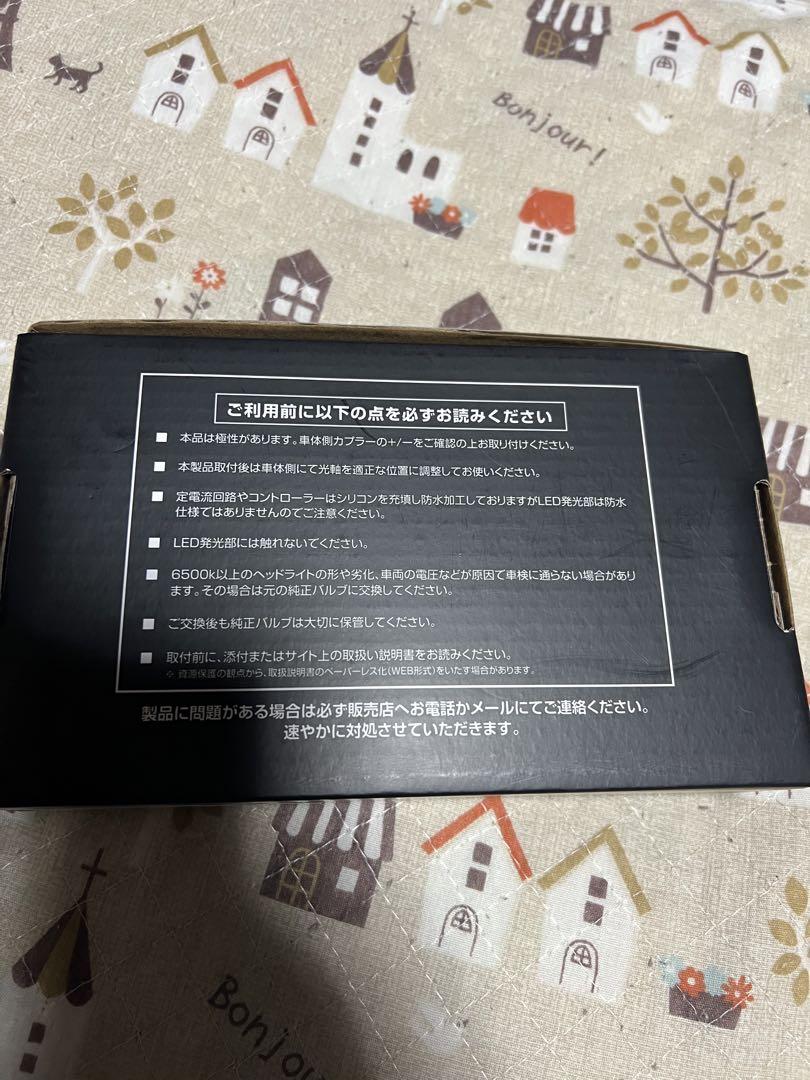 Bonjour!
ご利用前に以下の点を必ずお読みください
■ 本品は極性があります。車体側カプラーの+/ーをご確認の上お取り付けください。
■ 本製品取付後は車体側にて光軸を適正な位置に調整してお使いください。
■ 定電流回路やコントローラーはシリコンを充填し防水加工しておりますがLED発光部は防水
仕様ではありませんのでご注意ください。
■ LED発光部には触れないでください。
■ 6500k以上のヘッドライトの形や劣化、車両の電圧などが原因で車検に通らない場合があり
ます。その場合は元の純正バルブに交換してください。
■ ご交換後も純正バルブは大切に保管してください。
■ 取付前に、添付またはサイト上の取扱い説明書をお読みください。
※ 資源保護の観点から、取扱説明書のペーパーレス化(WEB形式)をいたす場合があります。
製品に問題がある場合は必ず販売店へお電話かメールにてご連絡ください。
速やかに対処させていただきます。
Bonjour